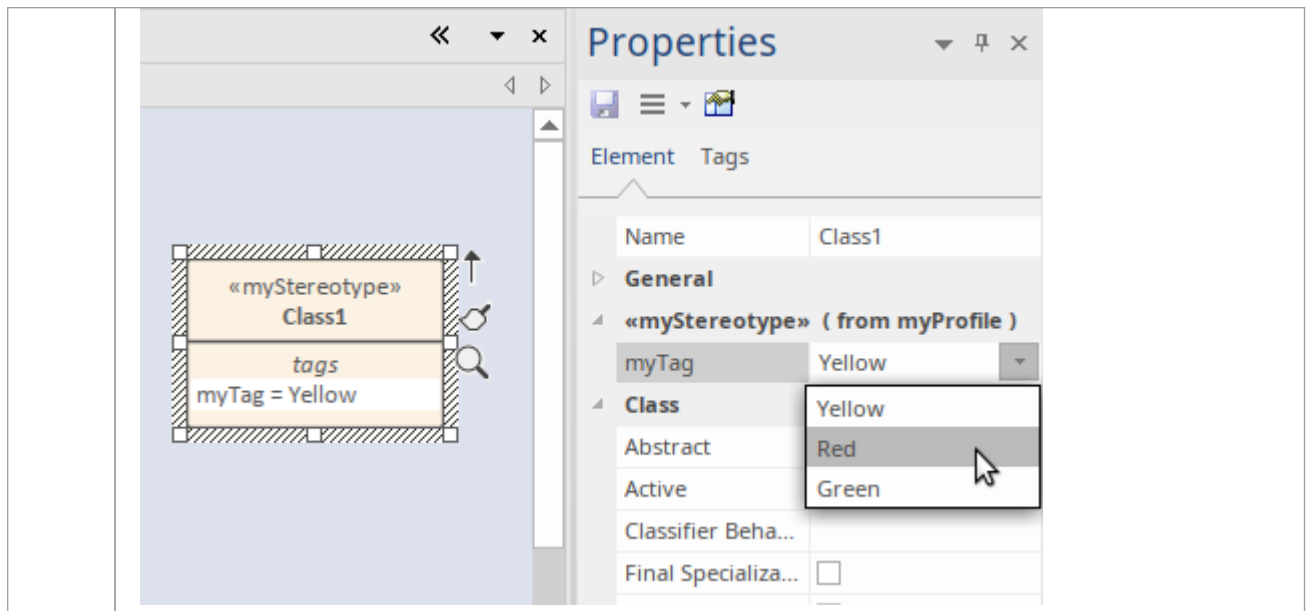 Properties
Element Tags
«myStereotype»
Class1
tags
myTag = Yellow
Name Class1
General
«myStereotype» ( from myProfile )
myTag Yellow
Class
Yellow
Abstract
Red
Active
Green
Classifier Beha...
Final Specializa...